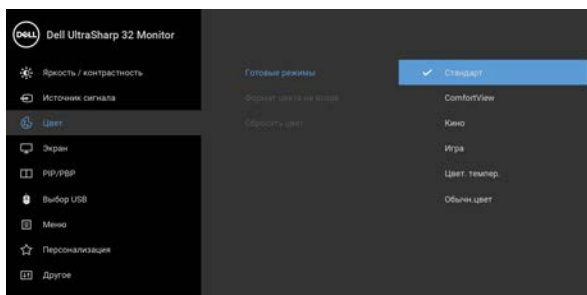 DELL Dell UltraSharp 32 Monitor
Яркость / контрастность
Готовые режимы
Стандарт
Источник сигнала
Формат цвета на входе
ComfortView
Цвет
Сбросить цвет
Кино
Экран
Игра
PIP/PBP
Цвет. темпер.
Выбор USB
Обычн.цвет
Меню
Персонализация
Другое